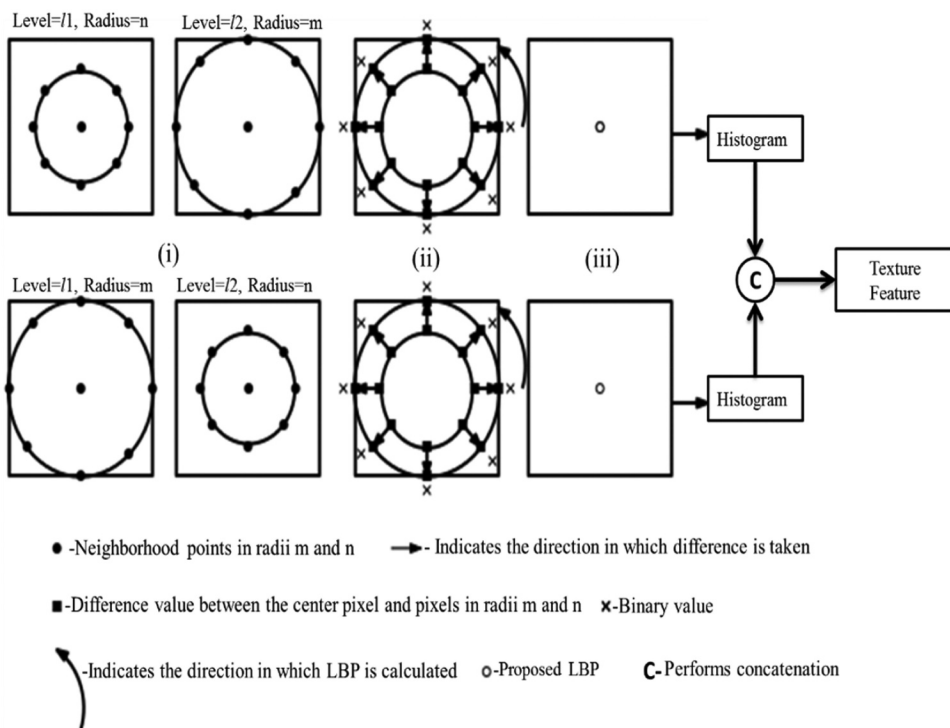 Level=l1, Radius=n
Level=l2, Radius=m
×
× ×
× ×
× ×
×
Histogram
(i)
(ii)
(iii)
C
Texture
Feature
Level=l1, Radius=m
Level=l2, Radius=n
×
× ×
× ×
× ×
×
Histogram
-Neighborhood points in radii m and n
- Indicates the direction in which difference is taken
-Difference value between the center pixel and pixels in radii m and n
×-Binary value
-Indicates the direction in which LBP is calculated
-Proposed LBP
C- Performs concatenation